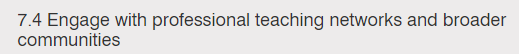 7.4 Engage with professional teaching networks and broader
communities